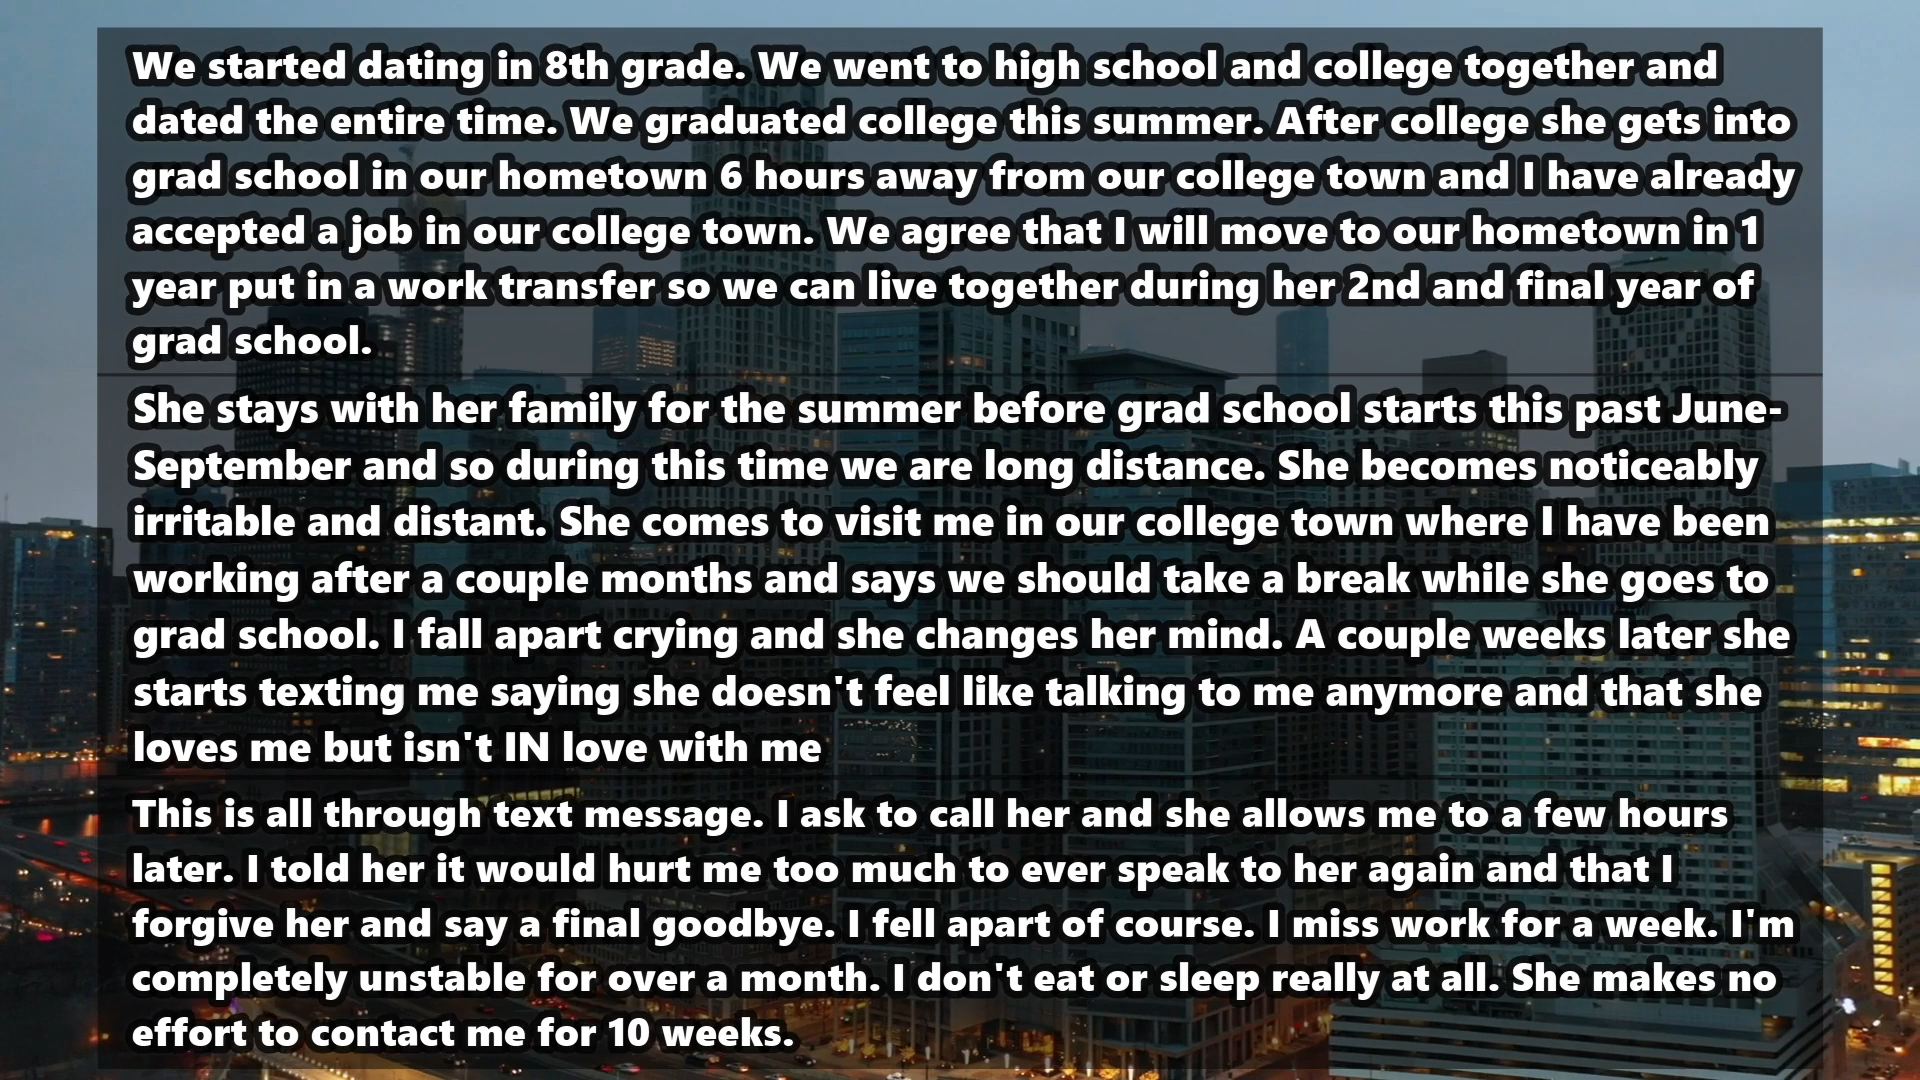 We started dating in 8th grade. We went to high school and college together and
dated the entire time. We graduated college this summer. After college she gets into
grad school in our hometown 6 hours away from our college town and I have already
accepted a job in our college town. We agree that I will move to our hometown in 1
year put in a work transfer so we can live together during her 2nd and final year of
grad school.
She stays with her family for the summer before grad school starts this past June-
September and so during this time we are long distance. She becomes noticeably
irritable and distant. She comes to visit me in our college town where I have been
working after a couple months and says we should take a break while she goes to
grad school. I fall apart crying and she changes her mind. A couple weeks later she
starts texting me saying she doesn't feel like talking to me anymore and that she
loves me but isn't IN love with me
This is all through text message. I ask to call her and she allows me to a few hours
later. I told her it would hurt me too much to ever speak to her again and that I
forgive her and say a final goodbye. I fell apart of course. I miss work for a week. I'm
completely unstable for over a month. I don't eat or sleep really at all. She makes no
effort to contact me for 10 weeks.